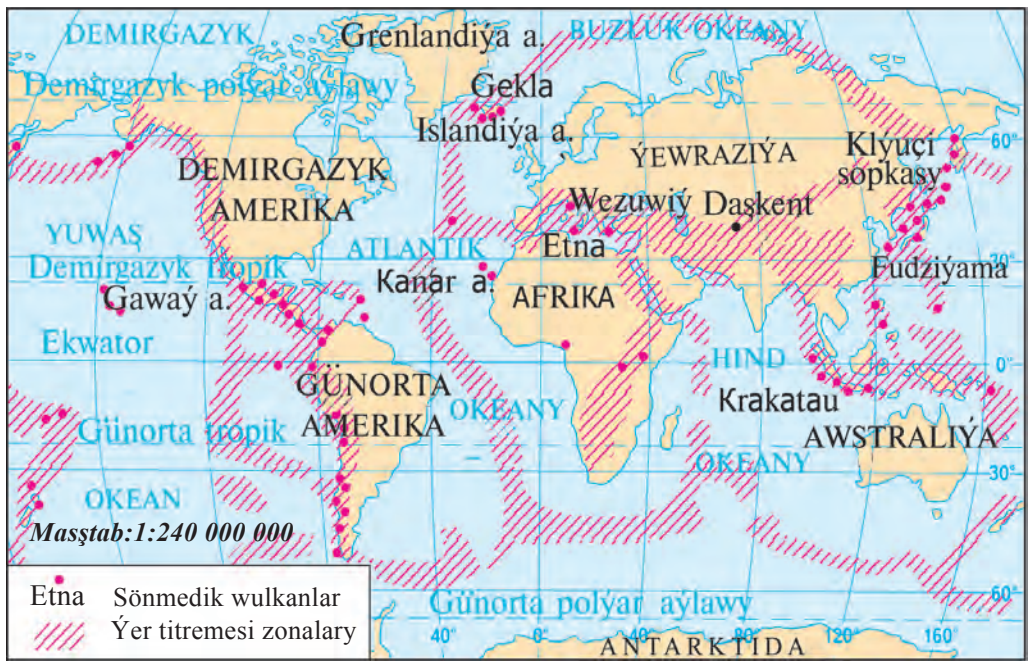 DEMIRGAZYK
Grenlandiýa a.
BUZLUK OKEANY
Demirgazyk polýar aýlawy
Gekla
Islandiýa a.
60°
DEMIRGAZYK
AMERIKA
ÝEWRAZIÝA
Klýuçi
sopkasy
Wezuwiý
Daşkent
YUWAŞ
ATLANTIK
Etna
30°
Demirgazyk tropik
Kanar a.
AFRIKA
Fudziýama
Gawaý a.
Ekwator
HIND
0°
GÜNORTA
AMERIKA
OKEANY
Krakatau
Günorta tropik
AWSTRALIÝA
OKEANY
30°
OKEAN
Masştab:1:240 000 000
Etna Sönmedik wulkanlar
Ýer titremesi zonalary
60°
Günorta polýar aýlawy
40° 0° 40° 80° 120° 160°
ANTARKTIDA